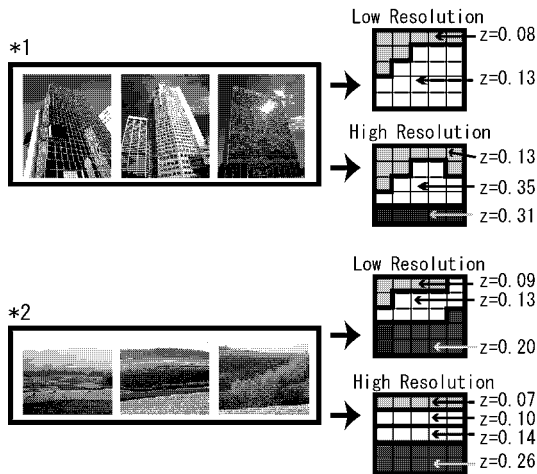 Low Resolution
z=0.08
*1
z=0.13
High Resolution
z=0.13
z=0.35
z=0.31
Low Resolution
z=0.09
*2
z=0.13
z=0.20
High Resolution
z=0.07
z=0.10
z=0.14
z=0.26